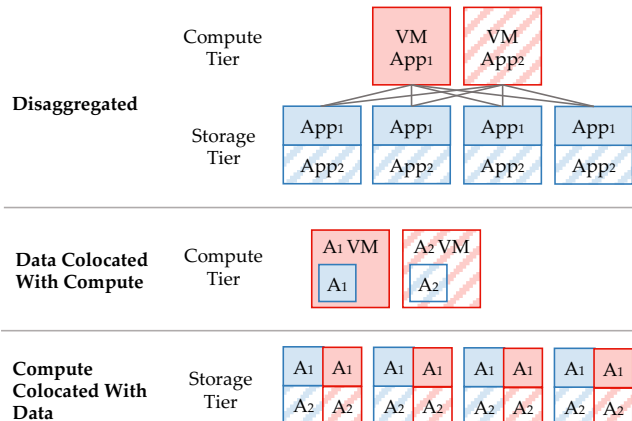 Disaggregated
Compute
Tier
VM
App1
VM
App2
Storage
Tier
App1 App1 App1 App1
App2 App2 App2 App2
Data Colocated
With Compute
Compute
Tier
A1 VM A2 VM
A1 A2
Compute
Colocated With
Data
Storage
Tier
A1 A1 A1 A1 A1 A1 A1 A1
A2 A2 A2 A2 A2 A2 A2 A2